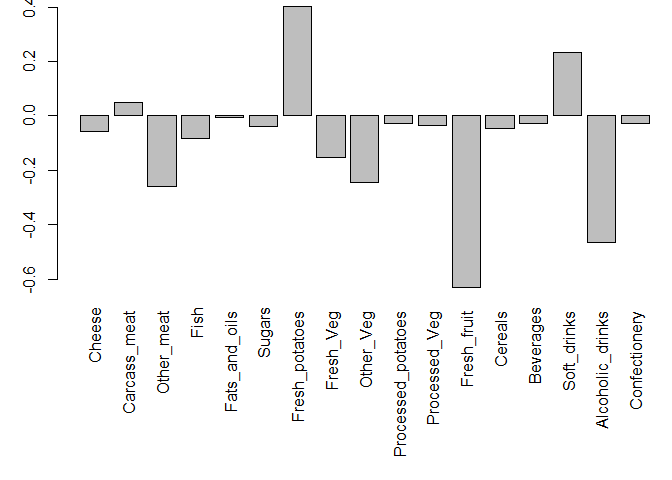 0.4
0.2
0.0
-0.2
-0.4
-0.6
Cheese
Carcass_meat
Other_meat
Fish
Fats_and_oils
Sugars
Fresh_potatoes
Fresh_Veg
Other_Veg
Processed_potatoes
Processed_Veg
Fresh_fruit
Cereals
Beverages
Soft_drinks
Alcoholic_drinks
Confectionery